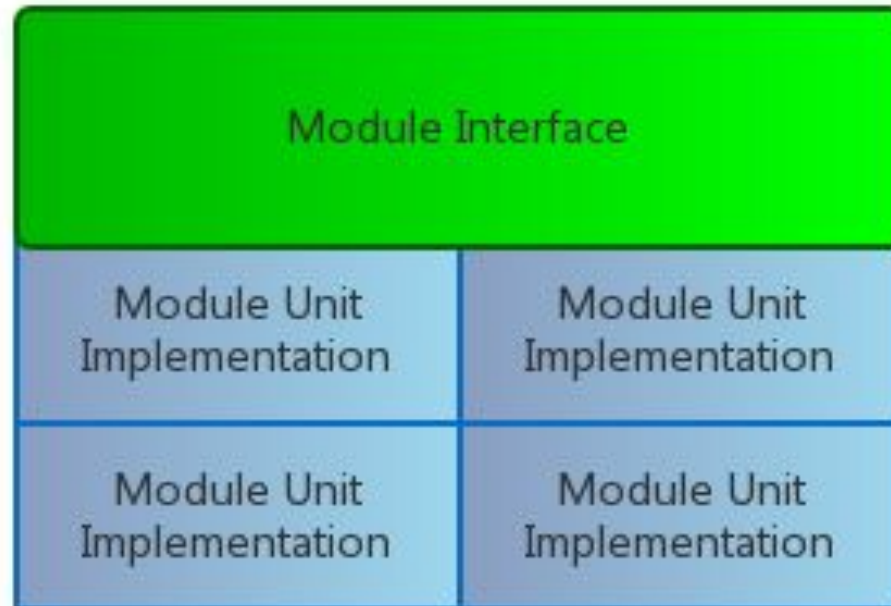 Module Interface
Module Unit
Implementation
Module Unit
Implementation
Module Unit
Implementation
Module Unit
Implementation